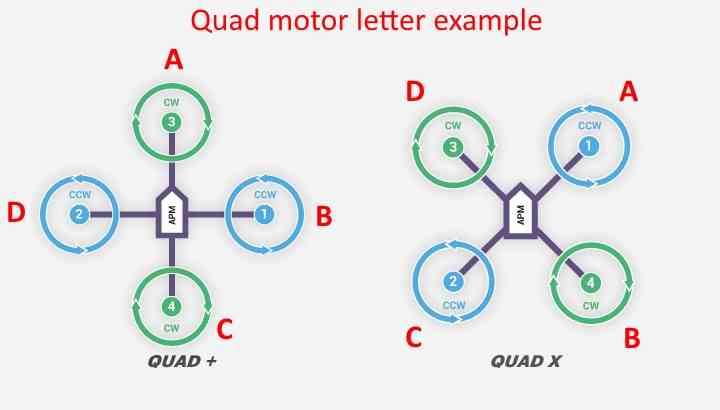 Quad motor letter example
A
CW
3
D
CCW
2
APM
CCW
1
B
4
CW
C
QUAD +
D
A
CW
3
CCW
1
APM
2
CCW
4
CW
C
B
QUAD X